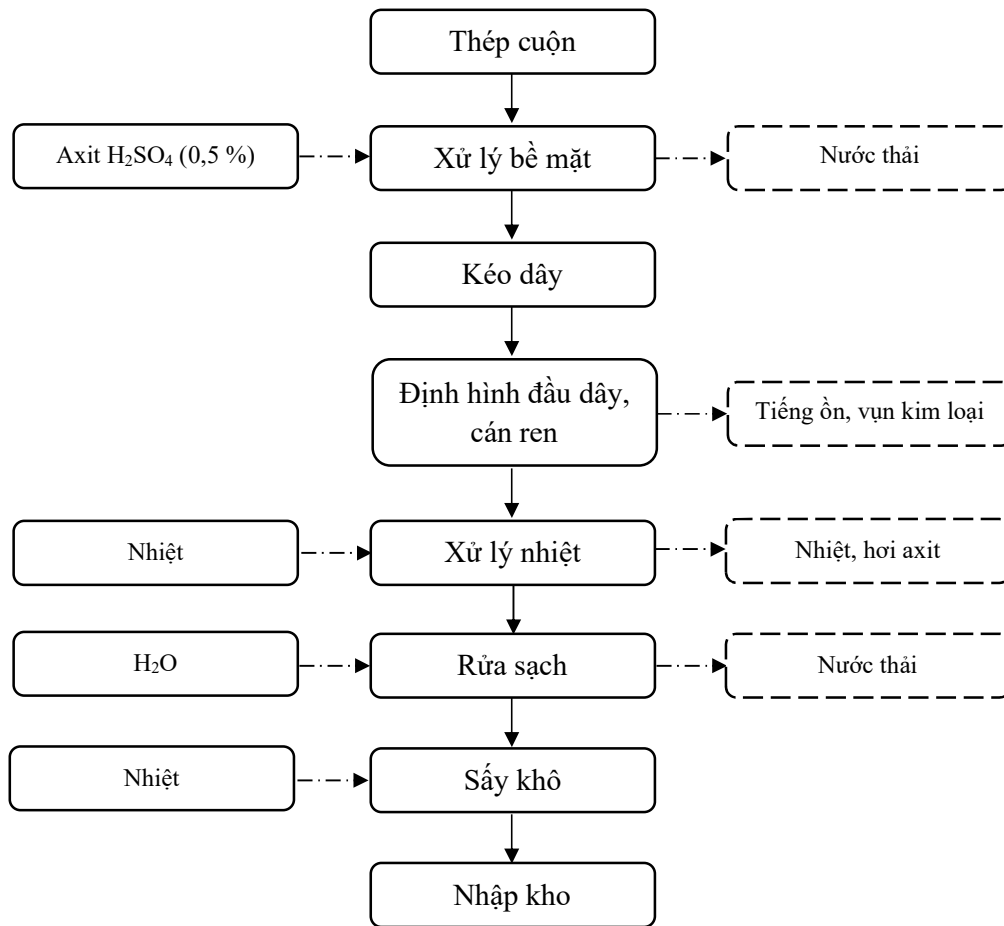 Thép cuộn
Axit H₂SO₄ (0,5 %)
Xử lý bề mặt
Nước thải
Kéo dây
Định hình đầu dây,
cán ren
Tiếng ồn, vụn kim loại
Nhiệt
Xử lý nhiệt
Nhiệt, hơi axit
H₂O
Rửa sạch
Nước thải
Nhiệt
Sấy khô
Nhập kho